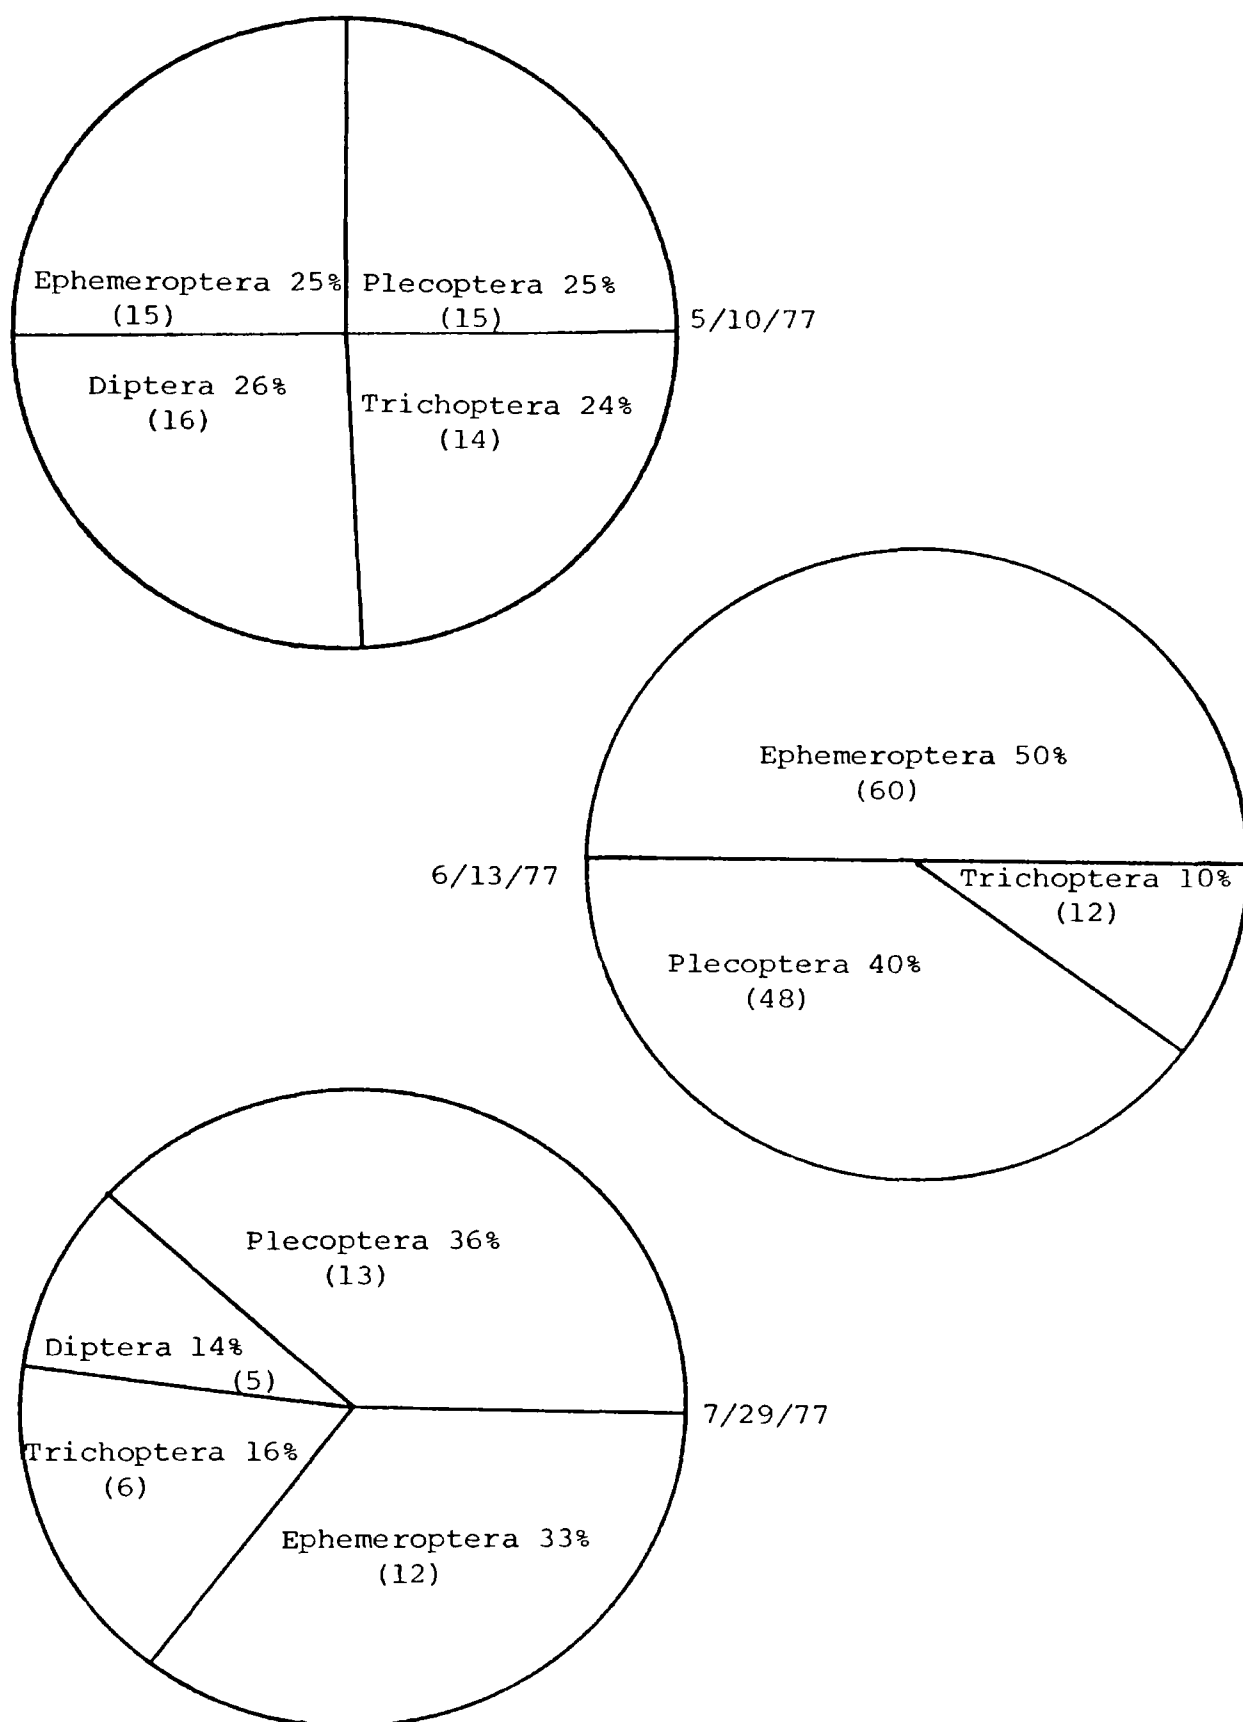 Ephemeroptera 25%
(15)
Plecoptera 25%
(15)
5/10/77
Diptera 26%
(16)
Trichoptera 24%
(14)
Ephemeroptera 50%
(60)
6/13/77
Trichoptera 10%
(12)
Plecoptera 40%
(48)
Plecoptera 36%
(13)
Diptera 14%
(5)
7/29/77
Trichoptera 16%
(6)
Ephemeroptera 33%
(12)